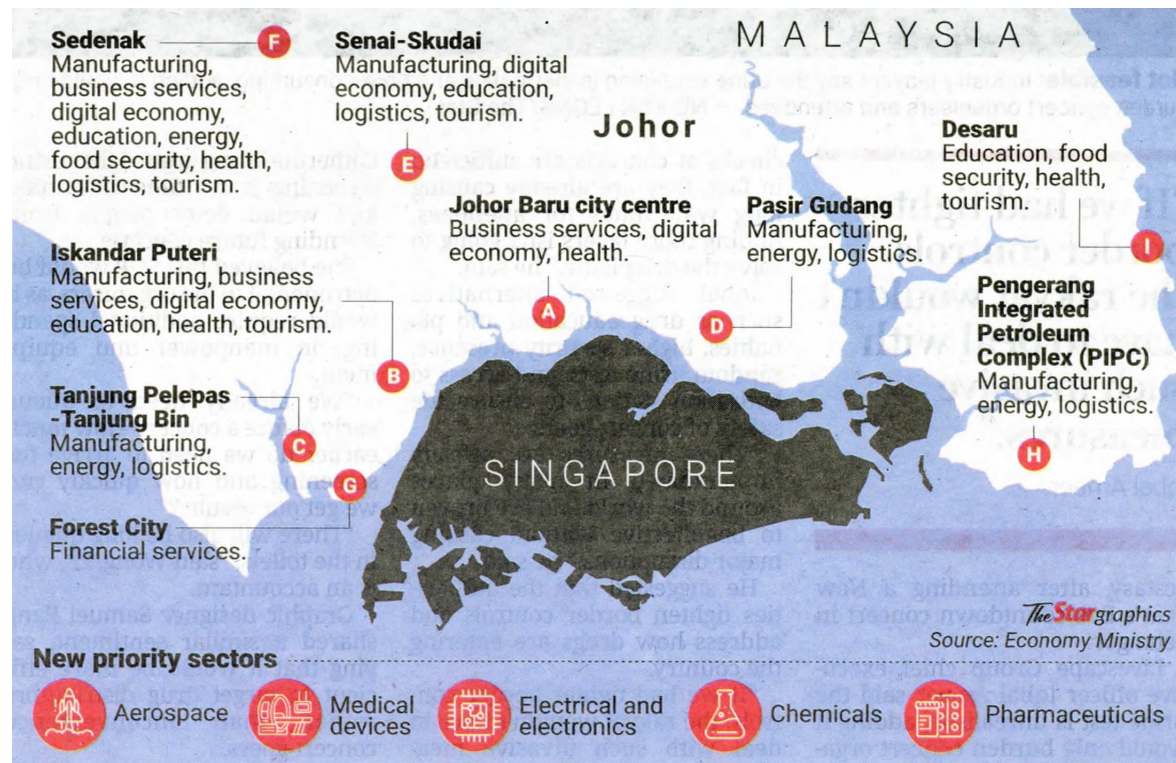 MALAYSIA
Sedenak
F
Manufacturing,
business services,
digital economy,
education, energy,
food security, health,
logistics, tourism.
Senai-Skudai
Manufacturing, digital
economy, education,
logistics, tourism.
E
Johor
Desaru
Education, food
security, health,
tourism.
I
Johor Baru city centre
Business services, digital
economy, health.
A
Pasir Gudang
Manufacturing,
energy, logistics.
D
Iskandar Puteri
Manufacturing, business
services, digital economy,
education, health, tourism.
B
Pengerang
Integrated
Petroleum
Complex (PIPC)
Manufacturing,
energy, logistics.
H
Tanjung Pelepas
-Tanjung Bin
Manufacturing,
energy, logistics.
C
SINGAPORE
G
Forest City
Financial services.
TheStargraphics
Source: Economy Ministry
New priority sectors
Aerospace
Medical
devices
Electrical and
electronics
Chemicals
Pharmaceuticals